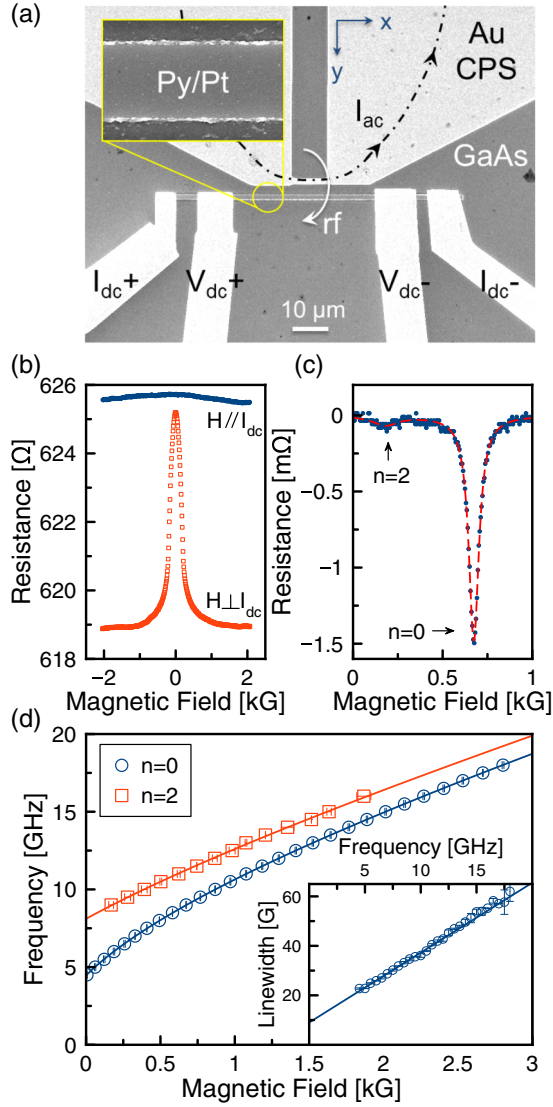 (a)
Py/Pt
x
y
Au
CPS
I_ac
GaAs
rf
I_dc+
V_dc+
V_dc-
I_dc-
10 μm
(b)
626
624
622
620
618
Resistance [Ω]
H//I_dc
H⊥I_dc
−2
0
2
Magnetic Field [kG]
(c)
0
−0.5
−1
−1.5
Resistance [mΩ]
n=2
n=0
0
0.5
1
Magnetic Field [kG]
(d)
20
15
10
5
0
Frequency [GHz]
n=0
n=2
Frequency [GHz]
5 10 15
60
40
20
Linewidth [G]
0 0.5 1 1.5 2 2.5 3
Magnetic Field [kG]